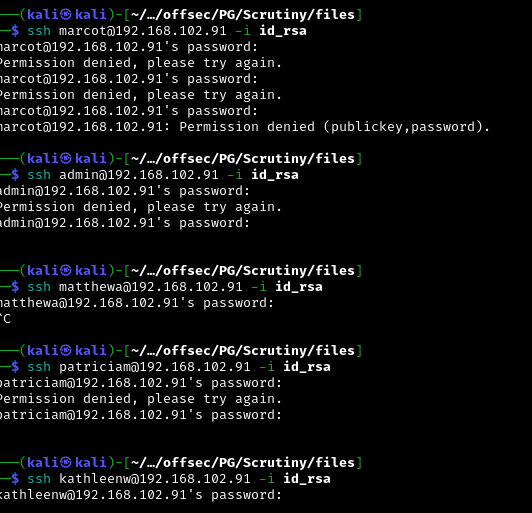 ──(kali㉿kali)-[~/…/offsec/PG/Scrutiny/files]
─$ ssh marcot@192.168.102.91 -i id_rsa
marcot@192.168.102.91's password:
Permission denied, please try again.
marcot@192.168.102.91's password:
Permission denied, please try again.
marcot@192.168.102.91's password:
marcot@192.168.102.91: Permission denied (publickey,password).
──(kali㉿kali)-[~/…/offsec/PG/Scrutiny/files]
─$ ssh admin@192.168.102.91 -i id_rsa
admin@192.168.102.91's password:
Permission denied, please try again.
admin@192.168.102.91's password:
──(kali㉿kali)-[~/…/offsec/PG/Scrutiny/files]
─$ ssh matthewa@192.168.102.91 -i id_rsa
matthewa@192.168.102.91's password:
^C
──(kali㉿kali)-[~/…/offsec/PG/Scrutiny/files]
─$ ssh patriciam@192.168.102.91 -i id_rsa
patriciam@192.168.102.91's password:
Permission denied, please try again.
patriciam@192.168.102.91's password:
──(kali㉿kali)-[~/…/offsec/PG/Scrutiny/files]
─$ ssh kathleenw@192.168.102.91 -i id_rsa
kathleenw@192.168.102.91's password: